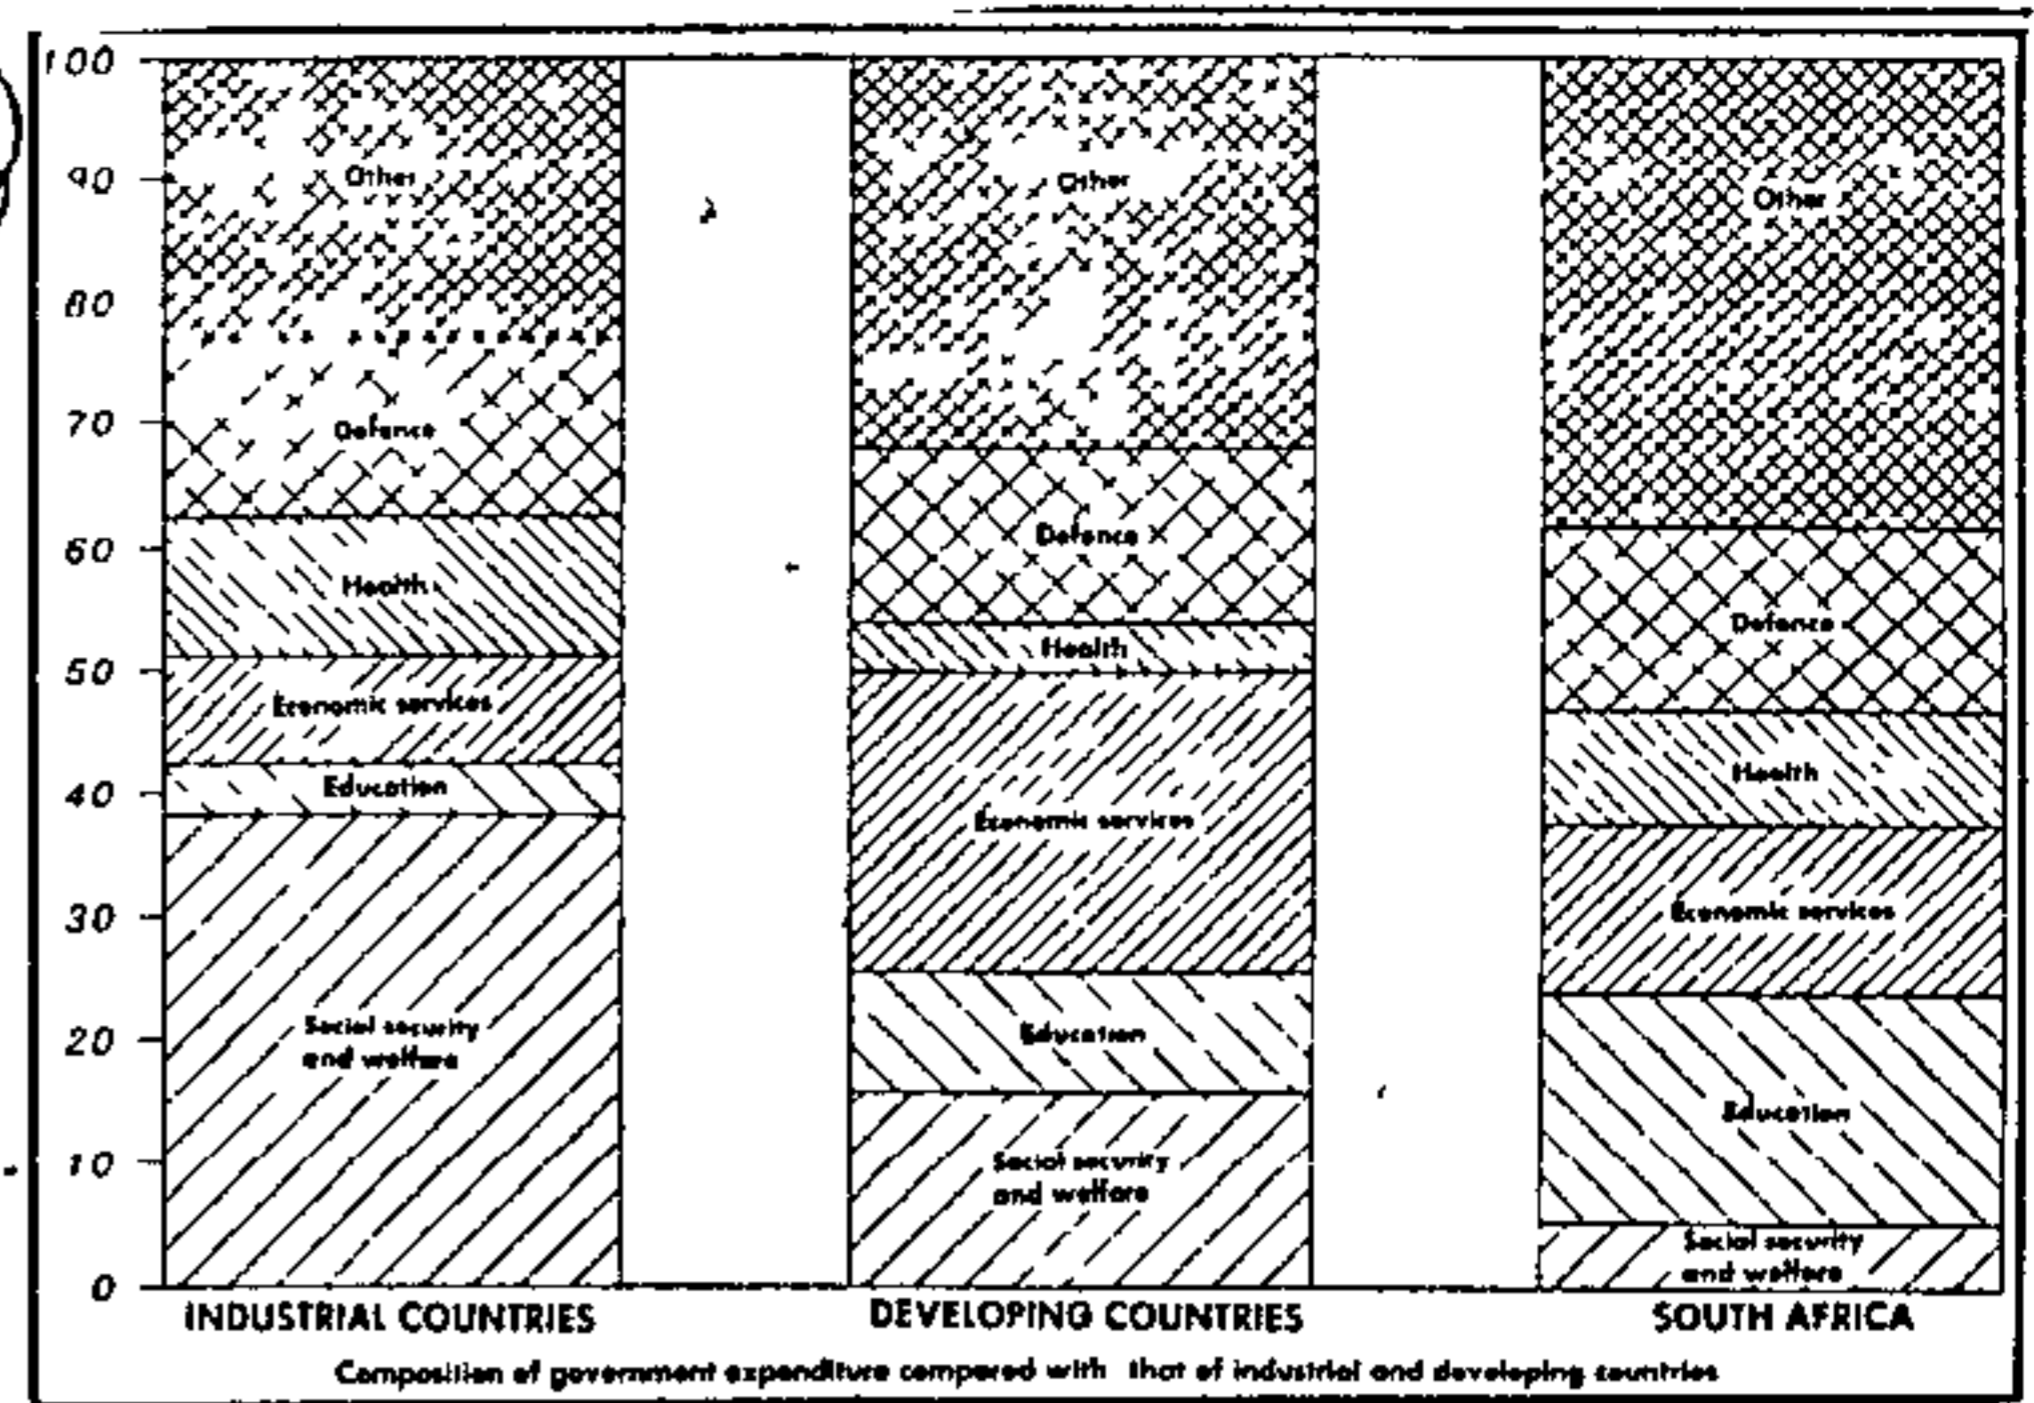 100
90
80
70
60
50
40
30
20
10
0
Other
Defence
Health
Economic services
Education
Social security
and welfare
Other
Defence
Health
Economic services
Education
Social security
and welfare
Other
Defence
Health
Economic services
Education
Social security
and welfare
INDUSTRIAL COUNTRIES
DEVELOPING COUNTRIES
SOUTH AFRICA
Composition of government expenditure compared with that of industrial and developing countries